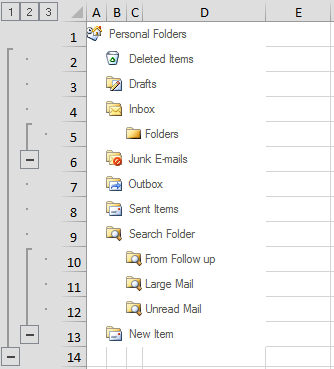 1 2 3 A B C D E
1 Personal Folders
2 Deleted Items
3 Drafts
4 Inbox
5 Folders
6 Junk E-mails
7 Outbox
8 Sent Items
9 Search Folder
10 From Follow up
11 Large Mail
12 Unread Mail
13 New Item
14